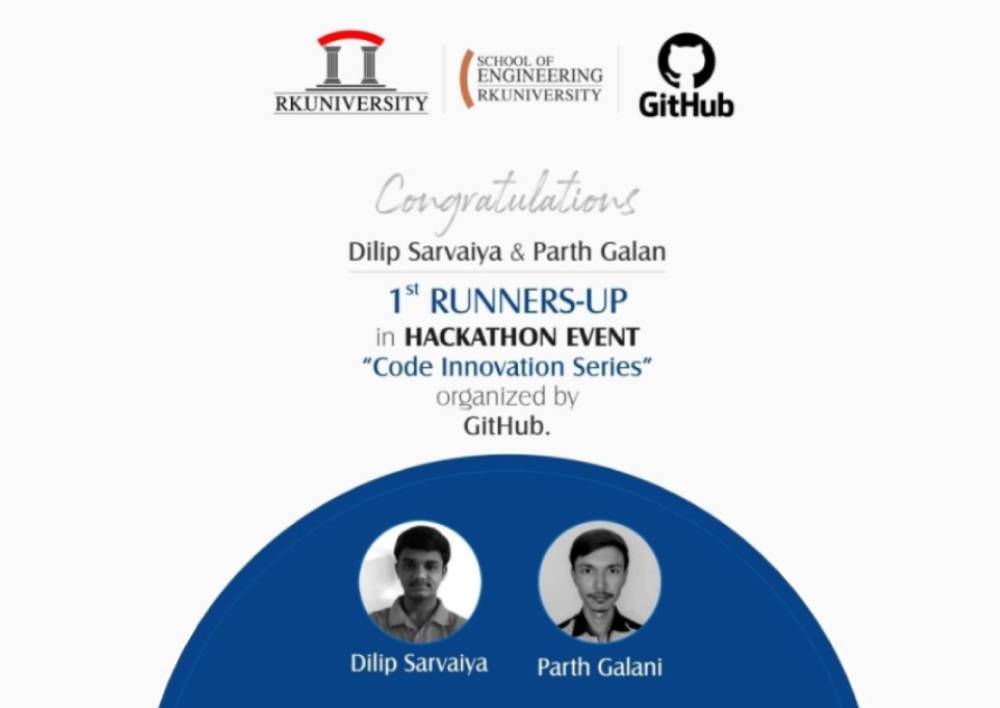 RKUNIVERSITY
SCHOOL OF
ENGINEERING
RKUNIVERSITY
GitHub
Congratulations
Dilip Sarvaiya & Parth Galan
1st RUNNERS-UP
in HACKATHON EVENT
“Code Innovation Series”
organized by
GitHub.
Dilip Sarvaiya
Parth Galani